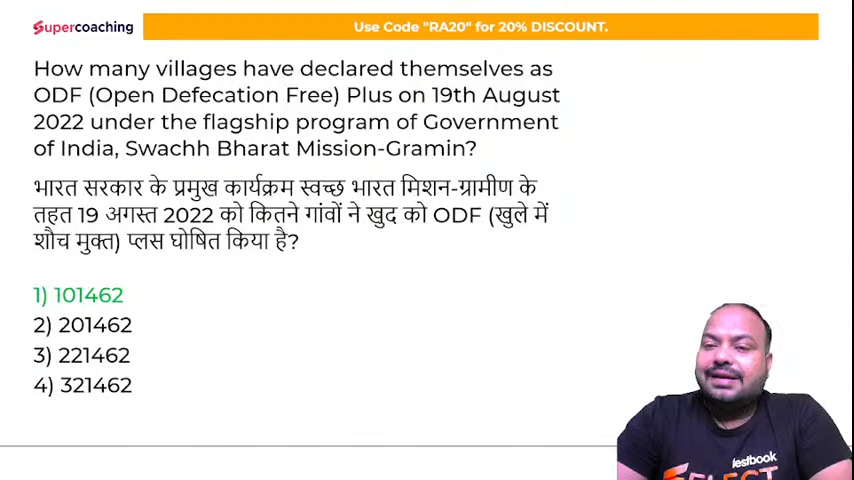 Supercoaching
Use Code "RA20" for 20% DISCOUNT.
How many villages have declared themselves as
ODF (Open Defecation Free) Plus on 19th August
2022 under the flagship program of Government
of India, Swachh Bharat Mission-Gramin?
भारत सरकार के प्रमुख कार्यक्रम स्वच्छ भारत मिशन-ग्रामीण के
तहत 19 अगस्त 2022 को कितने गांवों ने खुद को ODF (खुले में
शौच मुक्त) प्लस घोषित किया है?
1) 101462
2) 201462
3) 221462
4) 321462
testbook
SELECT